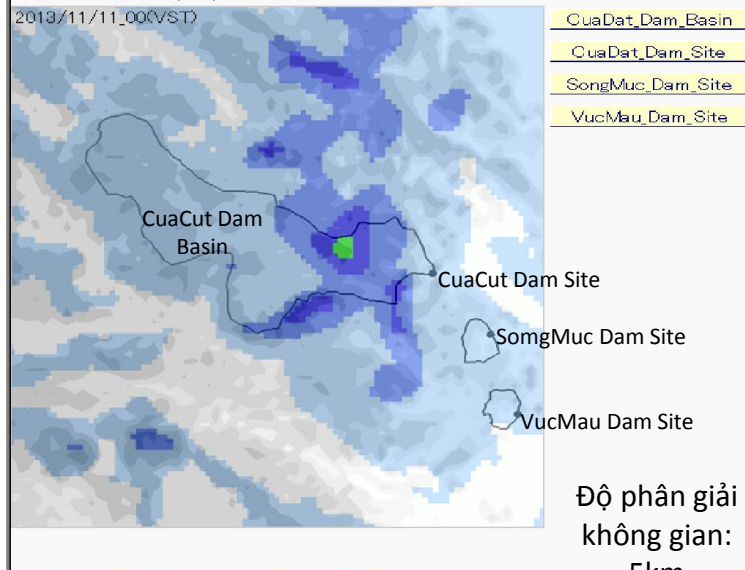 2013/11/11_00(VST)
CuaDat_Dam_Basin
CuaDat_Dam_Site
SongMuc_Dam_Site
VucMau_Dam_Site
CuaCut Dam
Basin
CuaCut Dam Site
SomgMuc Dam Site
VucMau Dam Site
Độ phân giải
không gian:
5km